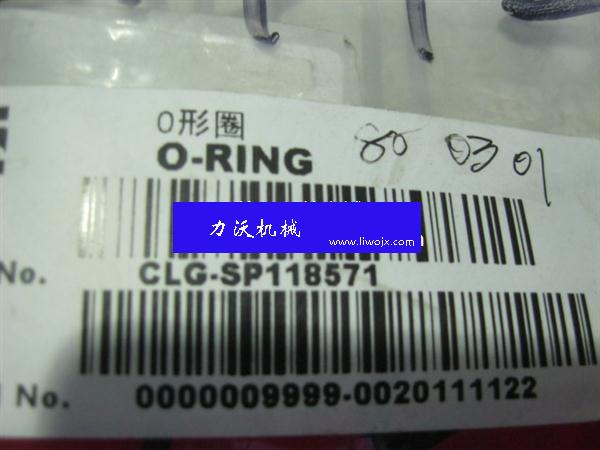 O形圈
O-RING
80 03 01
力沃机械
www.liwojx.com
No. CLG-SP118571
No. 0000009999-0020111122